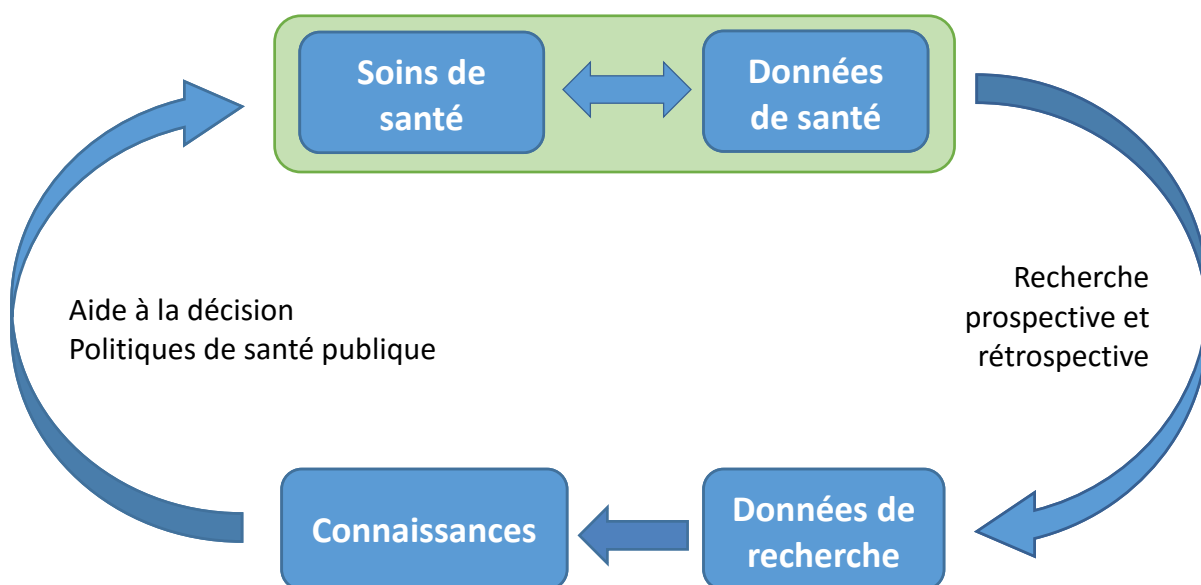 Soins de
santé
Données
de santé
Recherche
prospective et
rétrospective
Aide à la décision
Politiques de santé publique
Connaissances
Données de
recherche